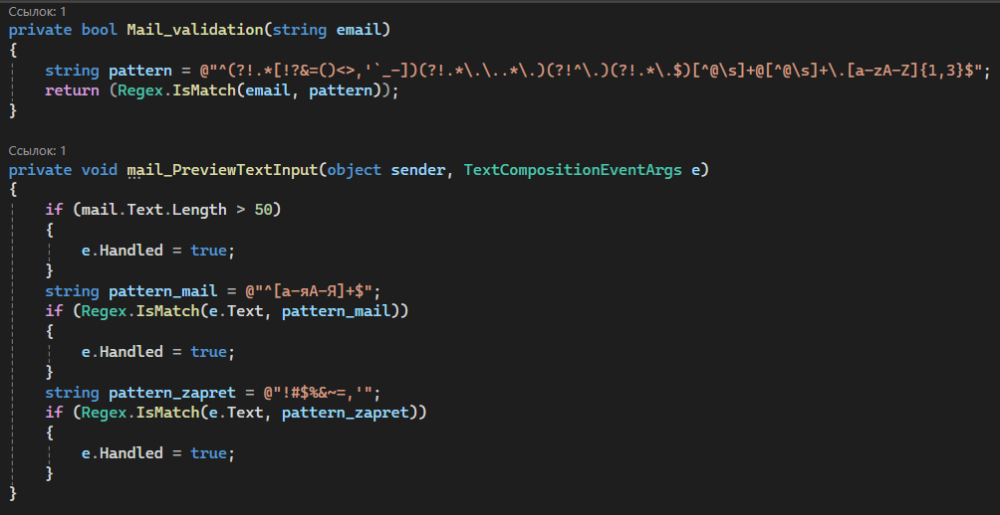 Ссылок: 1
private bool Mail_validation(string email)
{
string pattern = @"^(?!.*[!?&=()<>,'`_-])(?!.*\.\..*\.)(?!^\.)(?!.*\.$)[^@\s]+@[^@\s]+\.[a-zA-Z]{1,3}$";
return (Regex.IsMatch(email, pattern));
}
Ссылок: 1
private void mail_PreviewTextInput(object sender, TextCompositionEventArgs e)
{
if (mail.Text.Length > 50)
{
e.Handled = true;
}
string pattern_mail = @"^[а-яА-Я]+$";
if (Regex.IsMatch(e.Text, pattern_mail))
{
e.Handled = true;
}
string pattern_zapret = @"!#$%&~=,'";
if (Regex.IsMatch(e.Text, pattern_zapret))
{
e.Handled = true;
}
}